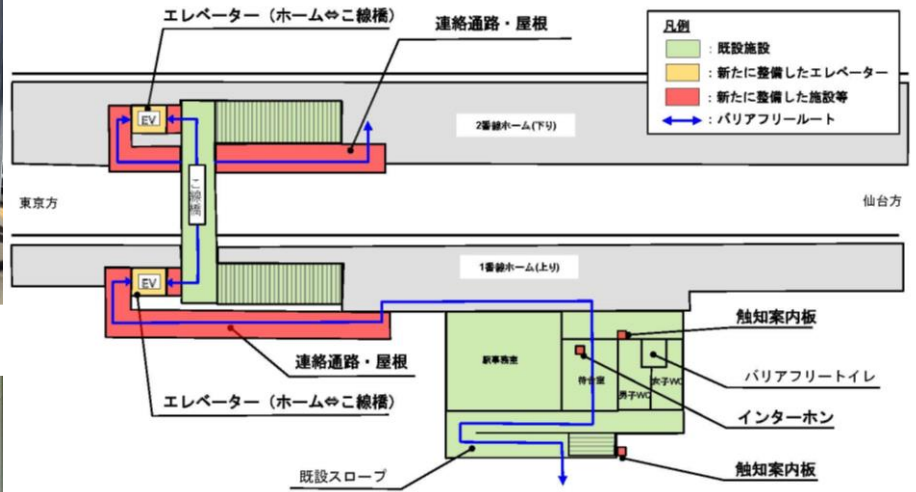 エレベーター（ホーム⇔こ線橋）
連絡通路・屋根
凡例
：既設施設
：新たに整備したエレベーター
：新たに整備した施設等
：バリアフリールート
EV
2番線ホーム(下り)
こ線橋
東京方
仙台方
1番線ホーム(上り)
EV
触知案内板
連絡通路・屋根
駅事務室
待合室
男子WC
女子WC
バリアフリートイレ
エレベーター（ホーム⇔こ線橋）
インターホン
既設スロープ
触知案内板